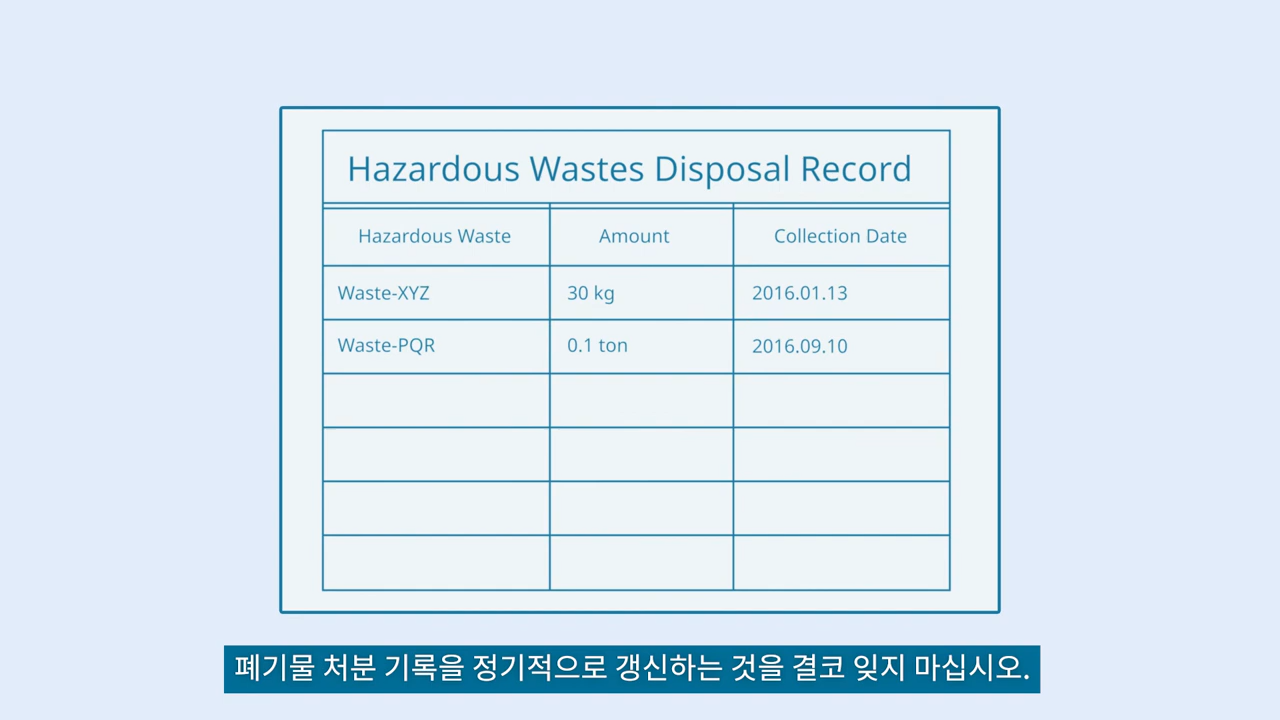 Hazardous Wastes Disposal Record
Hazardous Waste Amount Collection Date
Waste-XYZ 30 kg 2016.01.13
Waste-PQR 0.1 ton 2016.09.10
폐기물 처분 기록을 정기적으로 갱신하는 것을 결코 잊지 마십시오.